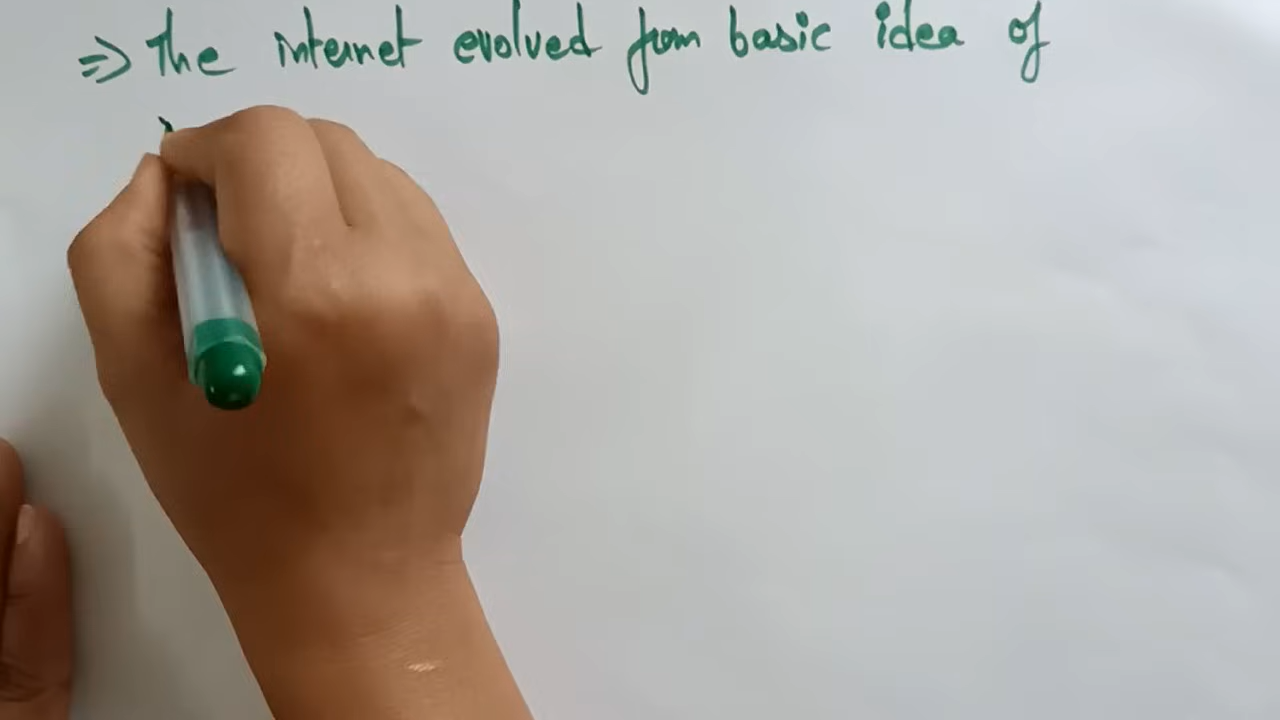 ⇒ The internet evolved from basic idea of